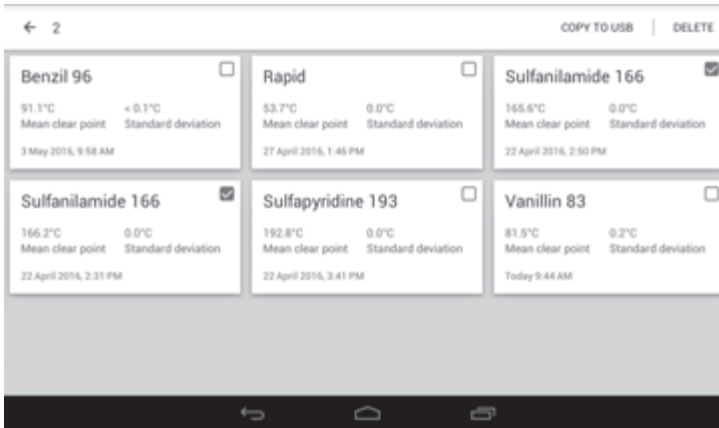 2 COPY TO USB DELETE
Benzil 96
91.1°C < 0.1°C
Mean clear point Standard deviation
3 May 2016, 9:58 AM
Rapid
53.7°C 0.0°C
Mean clear point Standard deviation
27 April 2016, 1:46 PM
Sulfanilamide 166
165.6°C 0.0°C
Mean clear point Standard deviation
22 April 2016, 2:50 PM
Sulfanilamide 166
166.2°C 0.0°C
Mean clear point Standard deviation
22 April 2016, 2:31 PM
Sulfapyridine 193
192.8°C 0.0°C
Mean clear point Standard deviation
22 April 2016, 3:41 PM
Vanillin 83
81.5°C 0.2°C
Mean clear point Standard deviation
Today 9:44 AM